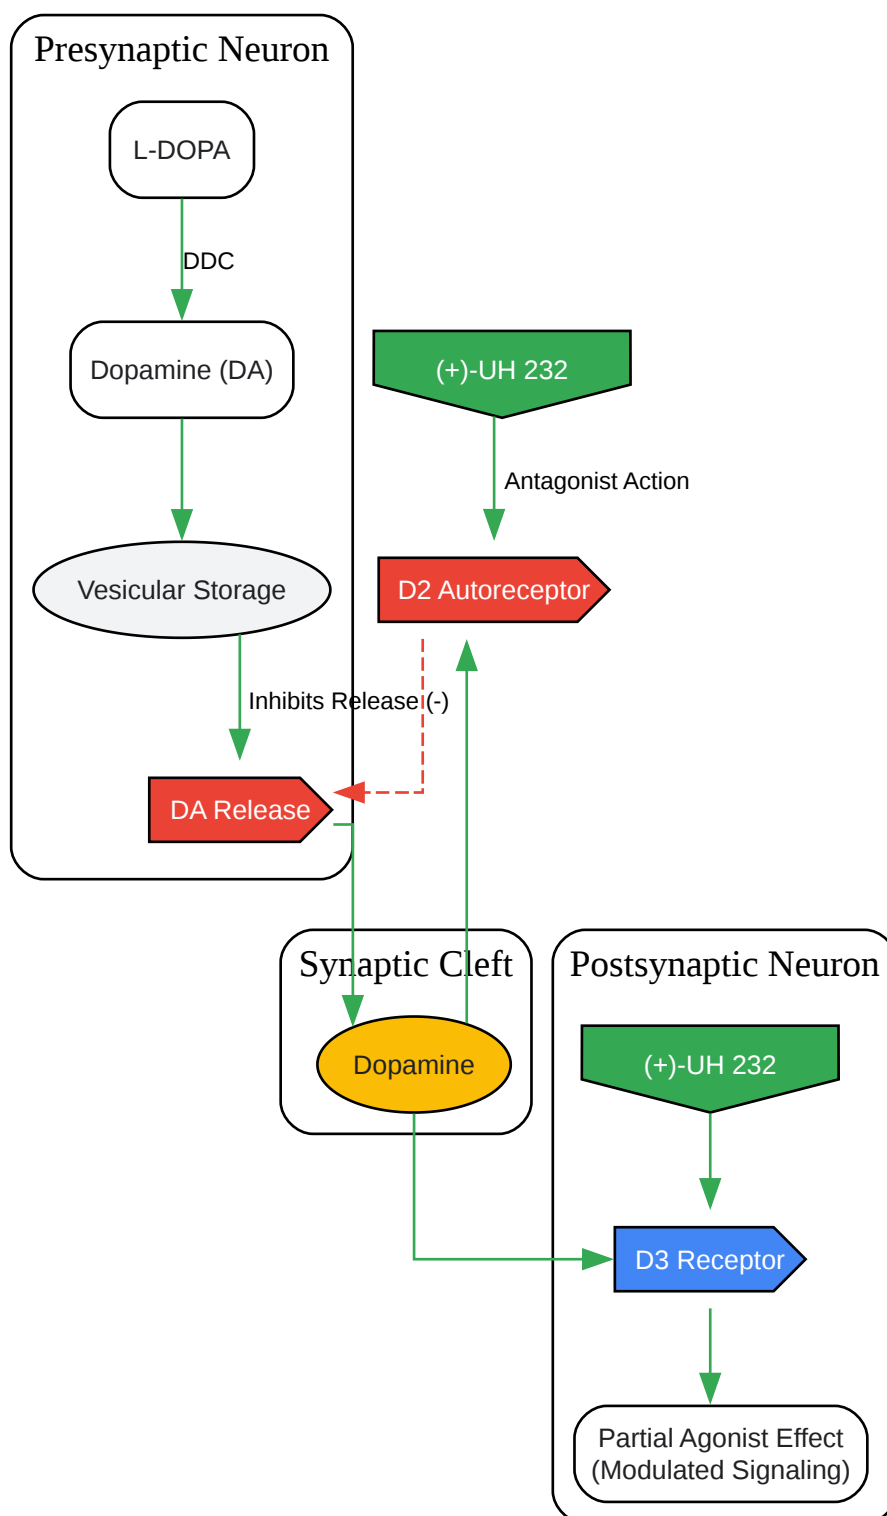 Presynaptic Neuron
L-DOPA
DDC
Dopamine (DA)
(+)-UH 232
Antagonist Action
Vesicular Storage
D2 Autoreceptor
Inhibits Release (-)
DA Release
Synaptic Cleft
Dopamine
Postsynaptic Neuron
(+)-UH 232
D3 Receptor
Partial Agonist Effect
(Modulated Signaling)